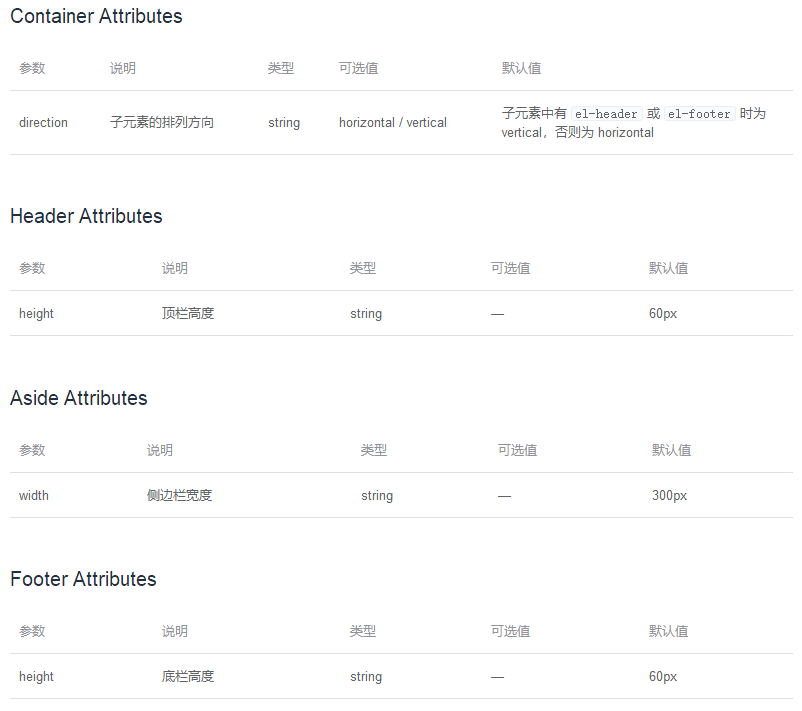 Container Attributes
参数 说明 类型 可选值 默认值
direction 子元素的排列方向 string horizontal / vertical 子元素中有 el-header 或 el-footer 时为
vertical，否则为 horizontal
Header Attributes
参数 说明 类型 可选值 默认值
height 顶栏高度 string — 60px
Aside Attributes
参数 说明 类型 可选值 默认值
width 侧边栏宽度 string — 300px
Footer Attributes
参数 说明 类型 可选值 默认值
height 底栏高度 string — 60px